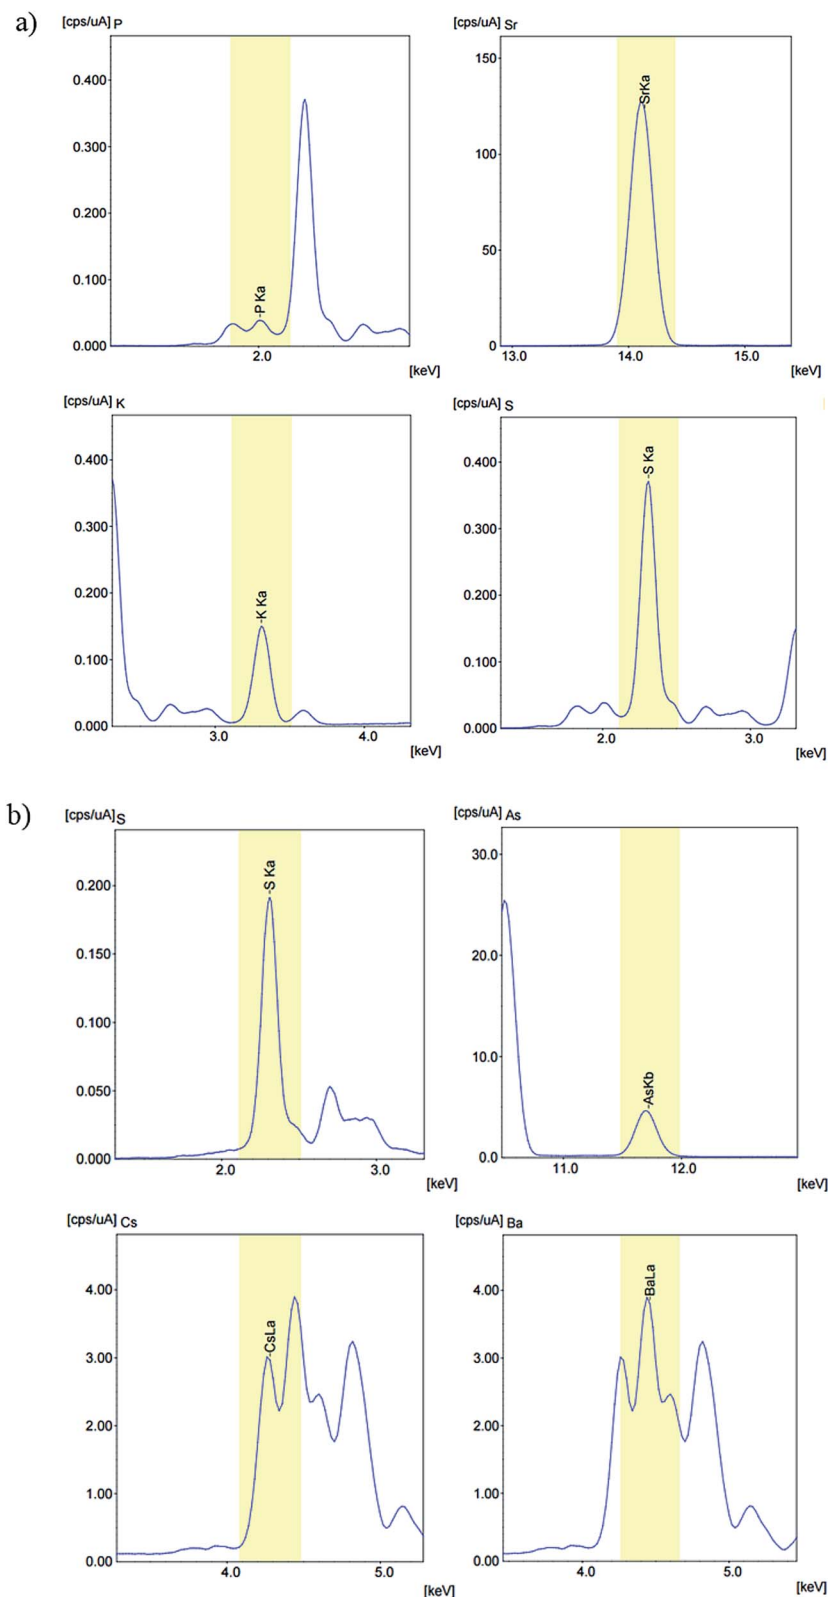 a)
[cps/uA] P
0.400
0.300
0.200
0.100
0.000
-P Ka
2.0
[keV]
[cps/uA] Sr
150
100
50
0
SrKa
13.0 14.0 15.0
[keV]
[cps/uA] K
0.400
0.300
0.200
0.100
0.000
-K Ka
3.0 4.0
[keV]
[cps/uA] S
0.400
0.300
0.200
0.100
0.000
-S Ka
2.0 3.0
[keV]
b)
[cps/uA] S
0.200
0.150
0.100
0.050
0.000
-S Ka
2.0 3.0
[keV]
[cps/uA] As
30.0
20.0
10.0
0.0
-AsKb
11.0 12.0
[keV]
[cps/uA] Cs
4.00
3.00
2.00
1.00
0.00
-CsLa
4.0 5.0
[keV]
[cps/uA] Ba
4.00
3.00
2.00
1.00
0.00
-BaLa
4.0 5.0
[keV]